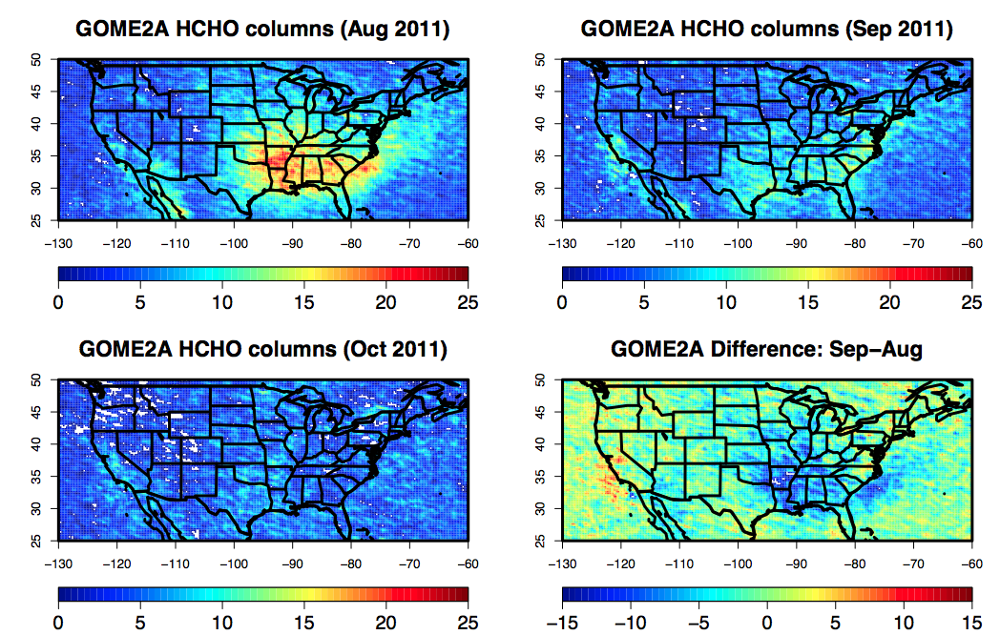 GOME2A HCHO columns (Aug 2011)
50
45
40
35
30
25
−130 −120 −110 −100 −90 −80 −70 −60
0 5 10 15 20 25
GOME2A HCHO columns (Sep 2011)
50
45
40
35
30
25
−130 −120 −110 −100 −90 −80 −70 −60
0 5 10 15 20 25
GOME2A HCHO columns (Oct 2011)
50
45
40
35
30
25
−130 −120 −110 −100 −90 −80 −70 −60
0 5 10 15 20 25
GOME2A Difference: Sep−Aug
50
45
40
35
30
25
−130 −120 −110 −100 −90 −80 −70 −60
−15 −10 −5 0 5 10 15